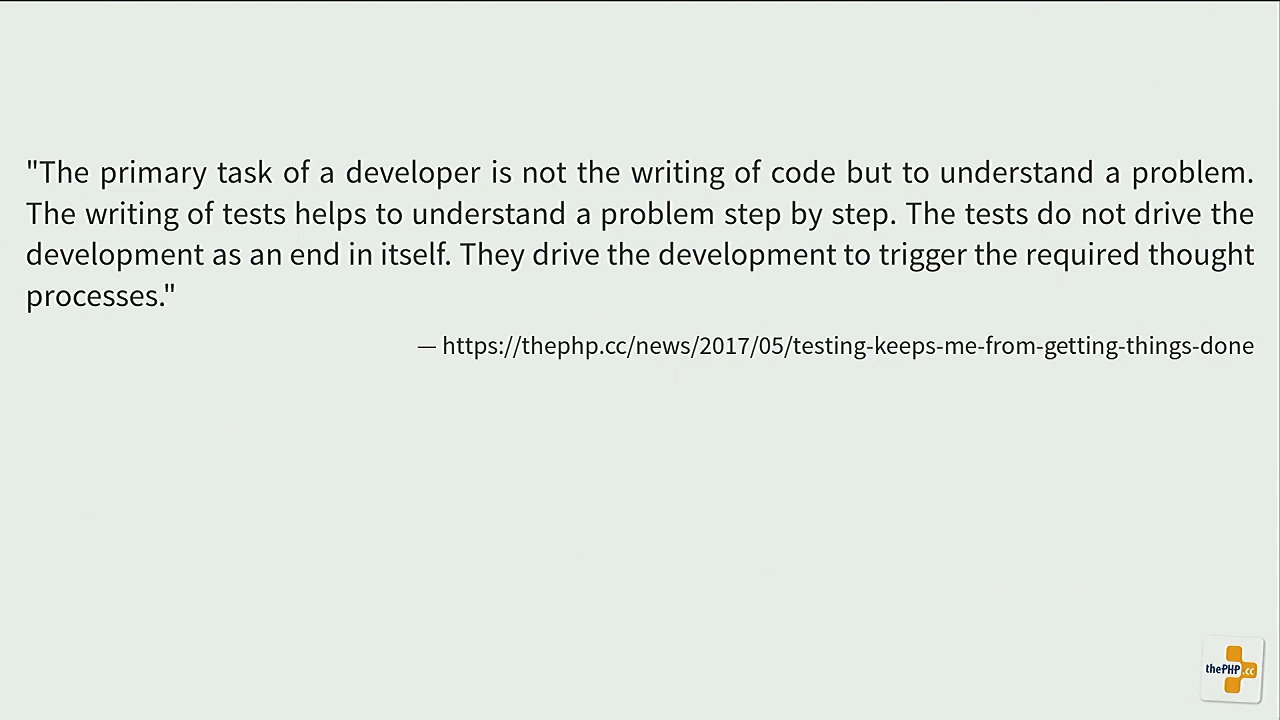 "The primary task of a developer is not the writing of code but to understand a problem.
The writing of tests helps to understand a problem step by step. The tests do not drive the
development as an end in itself. They drive the development to trigger the required thought
processes."
— https://thephp.cc/news/2017/05/testing-keeps-me-from-getting-things-done
thePHP.cc